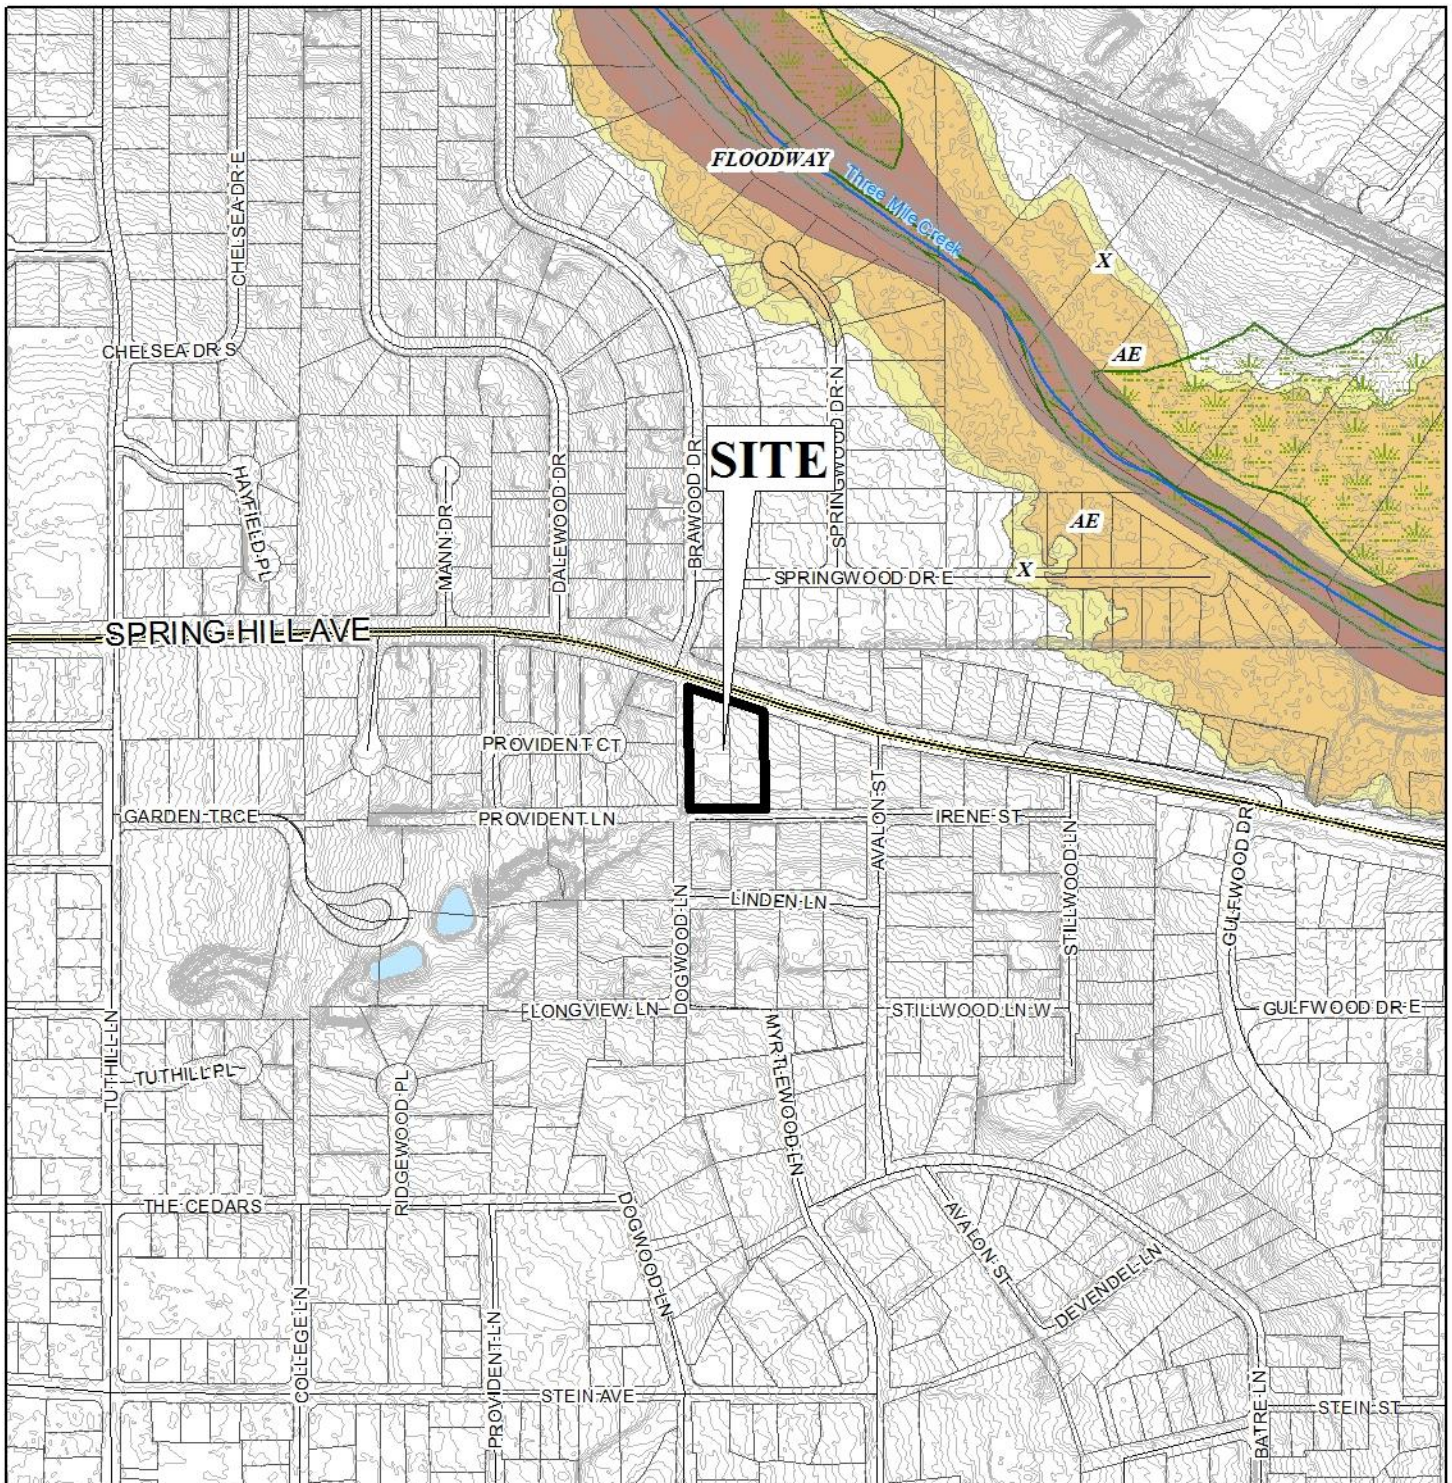 FLOODWAY
Three Mile Creek
CHELSEA DR E
X
CHELSEA DR S
AE
SITE
HAYFIELD PL
MANN DR
DALEWOOD DR
BRAWOOD DR
SPRINGWOOD DR N
AE
X
SPRINGWOOD DR E
SPRING HILL AVE
PROVIDENT CT
GARDEN TRCE
PROVIDENT LN
AVALON ST
IRENE ST
STILLWOOD LN
GULFWOOD DR
LINDEN LN
DOGWOOD LN
LONGVIEW LN
STILLWOOD LN W
GULFWOOD DR E
TUTHILL LN
TUTHILL PL
RIDGEWOOD PL
MYRTLEWOOD LN
THE CEDARS
DOGWOOD LN
AVALON ST
DEVENDEL LN
COLLEGE LN
PROVIDENT LN
STEIN AVE
BATRE LN
STEIN ST